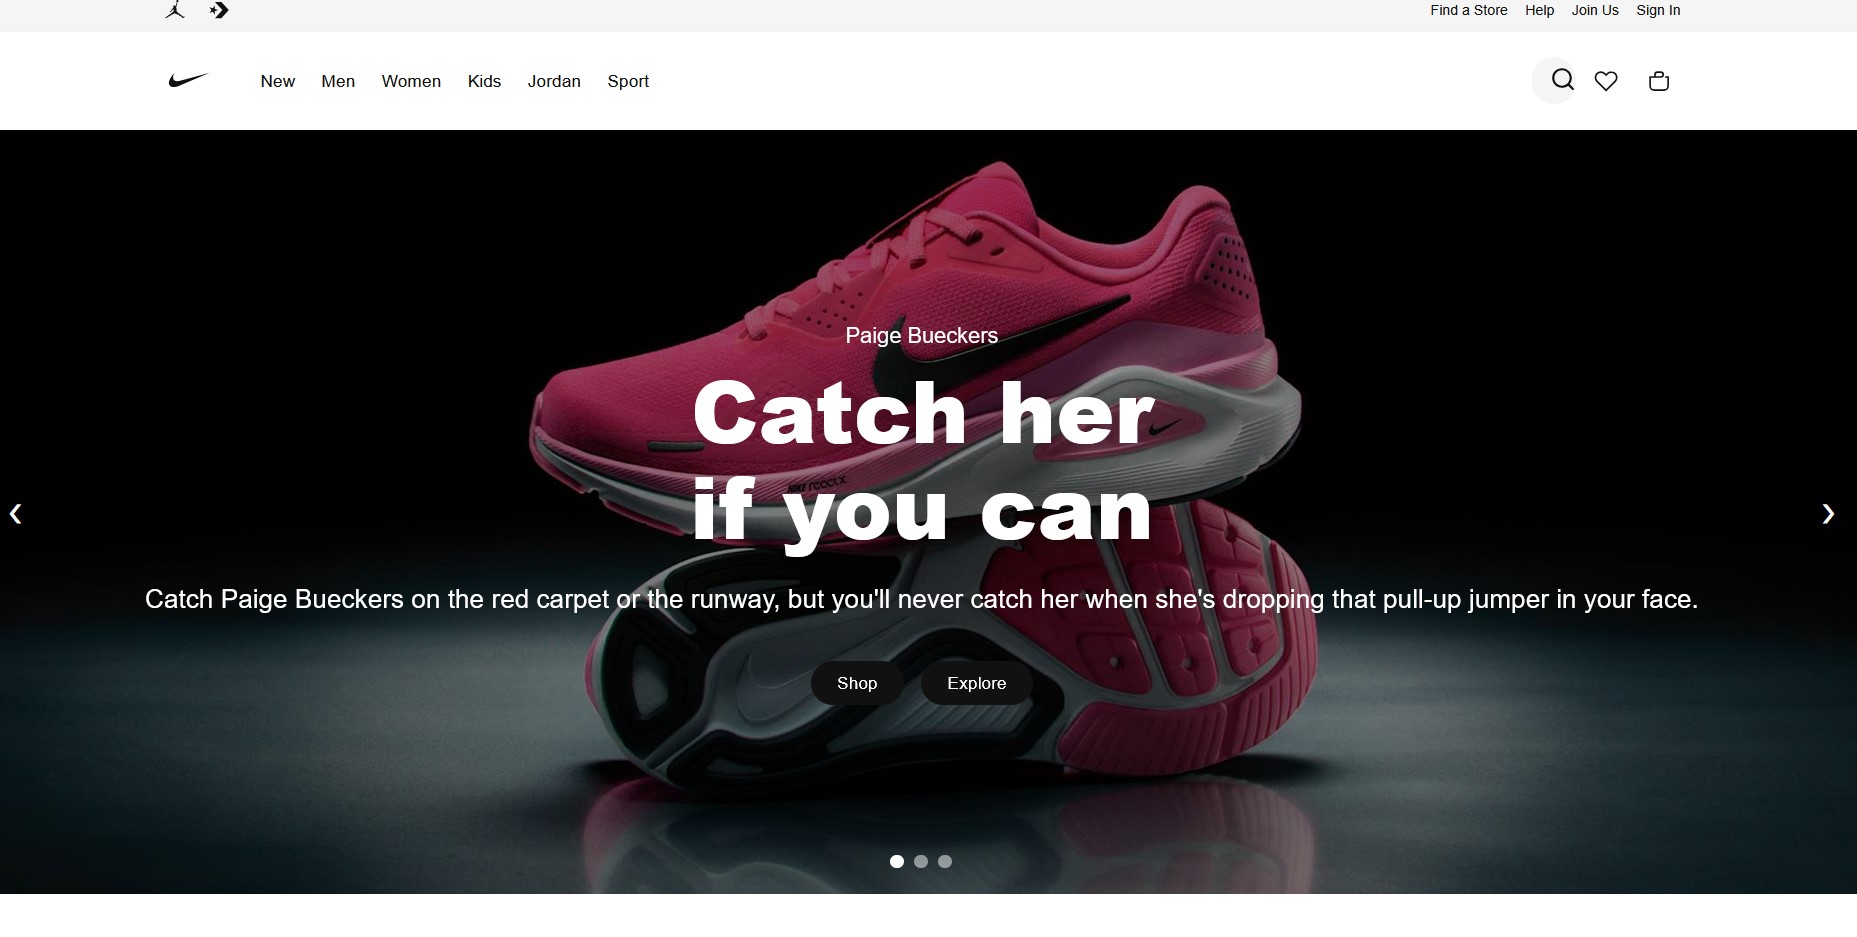 Find a Store Help Join Us Sign In
New Men Women Kids Jordan Sport
Paige Bueckers
Catch her
if you can
NIKE REACTX
Catch Paige Bueckers on the red carpet or the runway, but you'll never catch her when she's dropping that pull-up jumper in your face.
Shop Explore